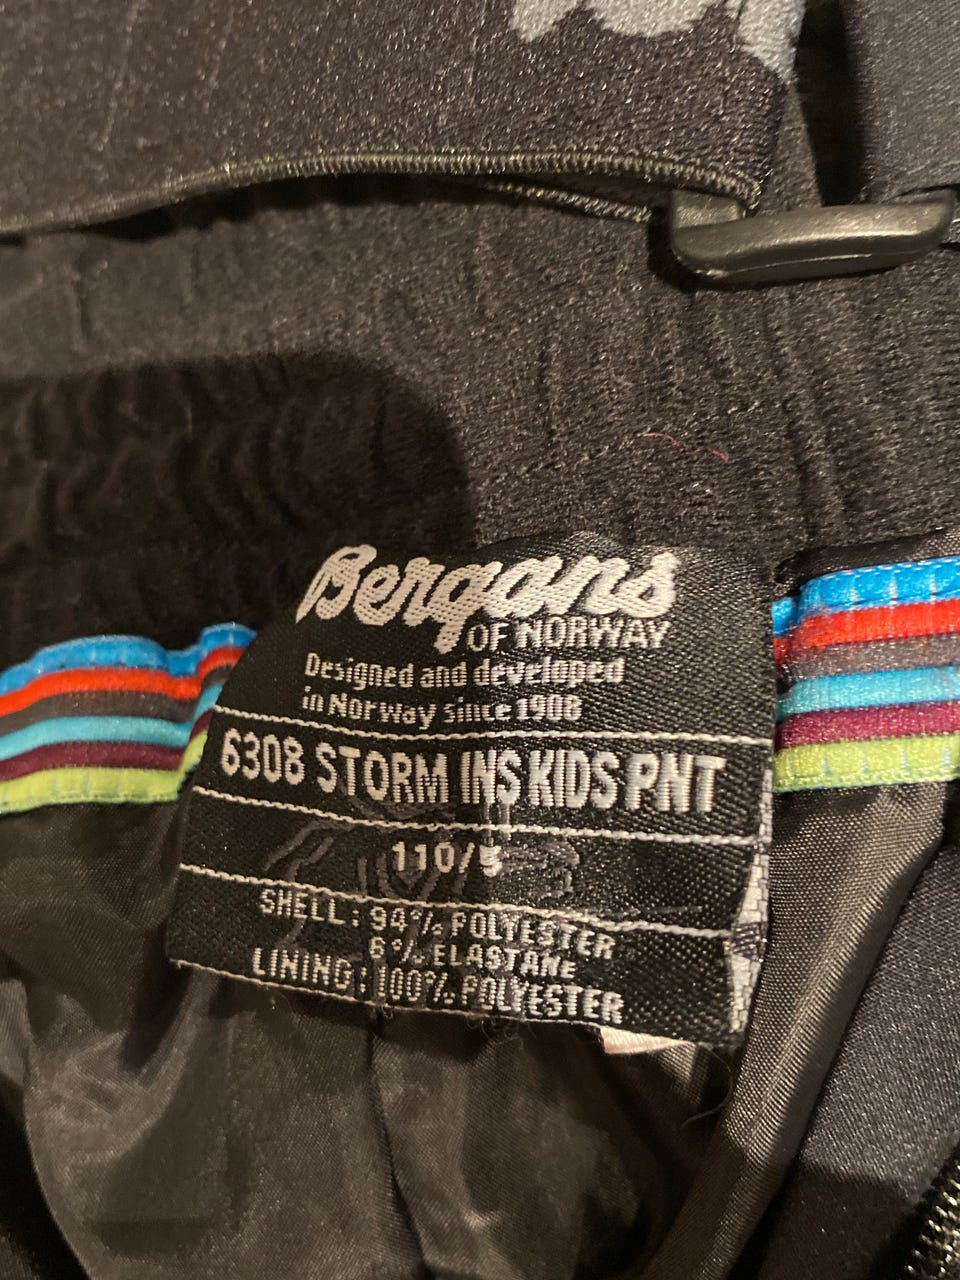 Bergans
OF NORWAY
Designed and developed
in Norway since 1908
6308 STORM INS KIDS PNT
110/5
SHELL: 94% POLYESTER
6% ELASTANE
LINING: 100% POLYESTER